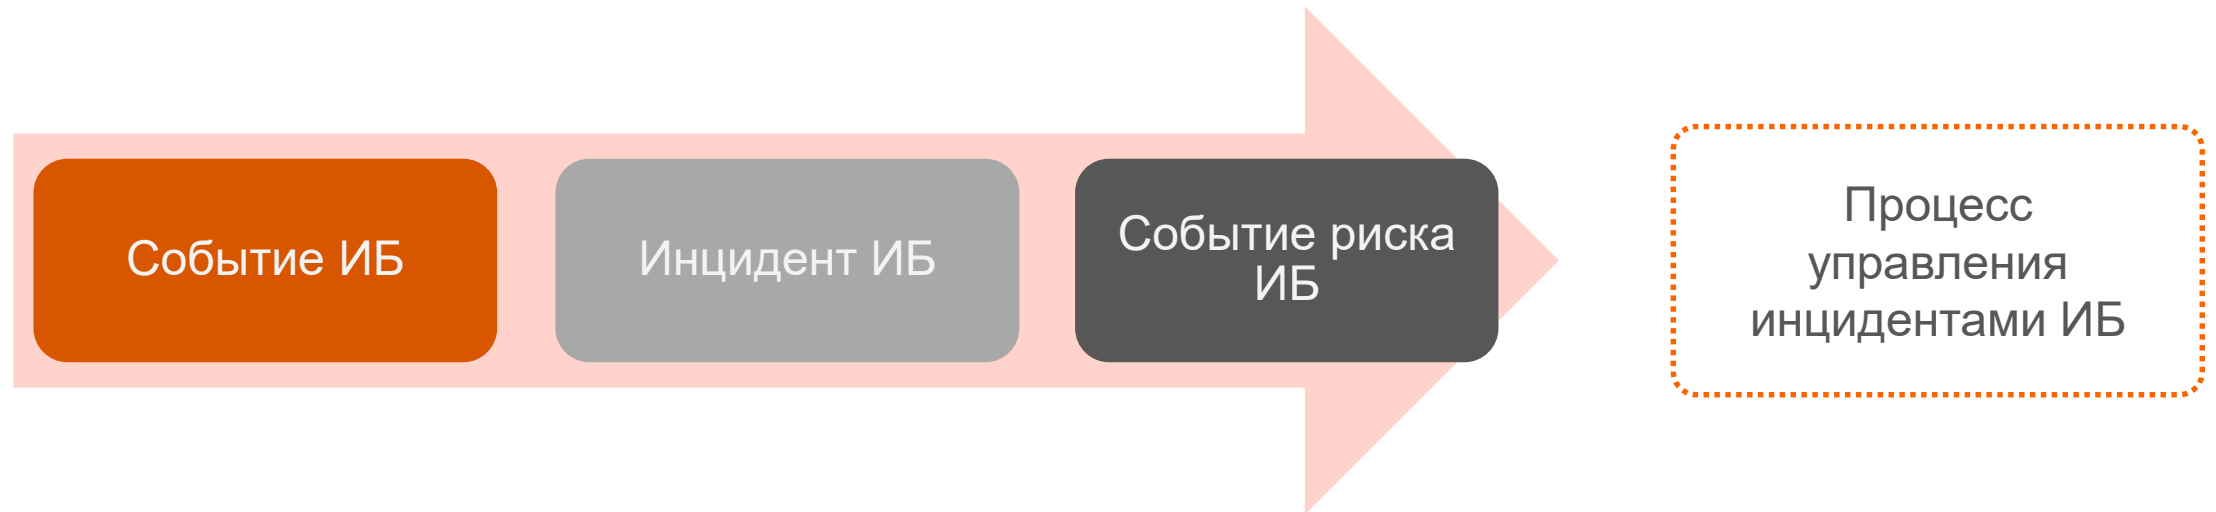 Событие ИБ
Инцидент ИБ
Событие риска
ИБ
Процесс
управления
инцидентами ИБ